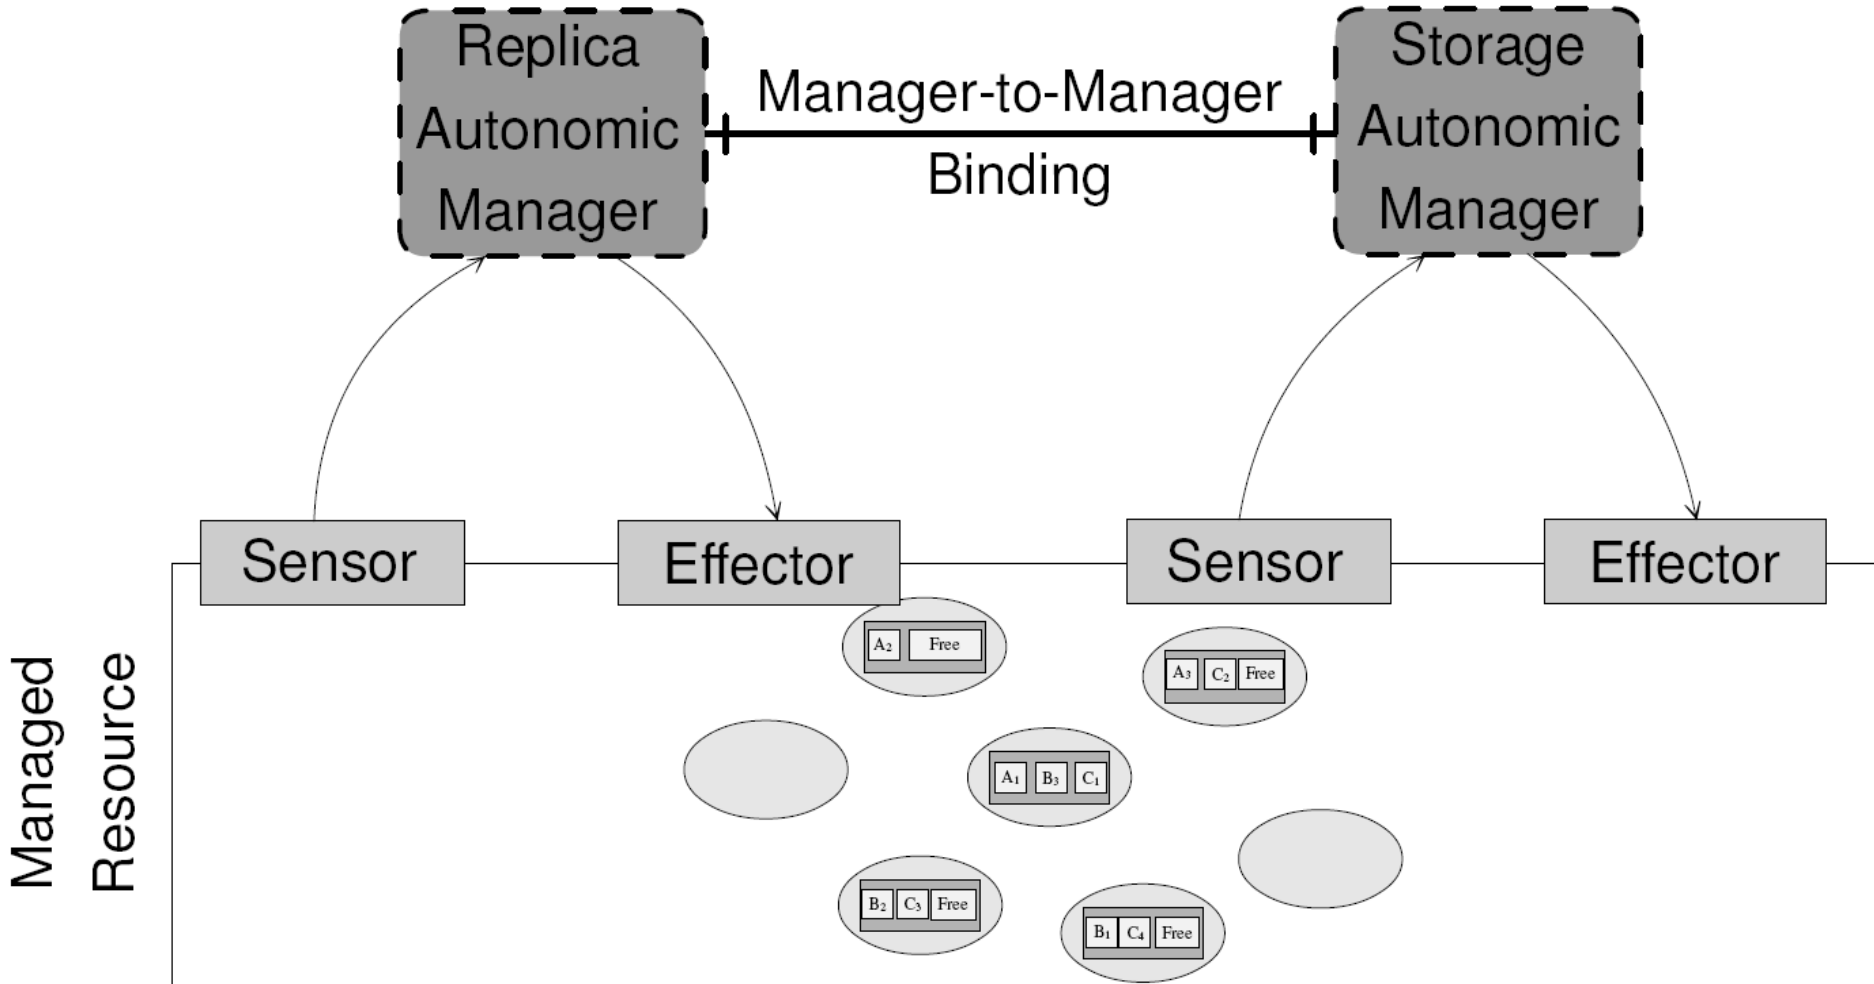 Replica
Autonomic
Manager
Manager-to-Manager
Binding
Storage
Autonomic
Manager
Sensor
Effector
Sensor
Effector
Managed
Resource
A₂ Free
A₃ C₂ Free
A₁ B₃ C₁
B₂ C₃ Free
B₁ C₄ Free